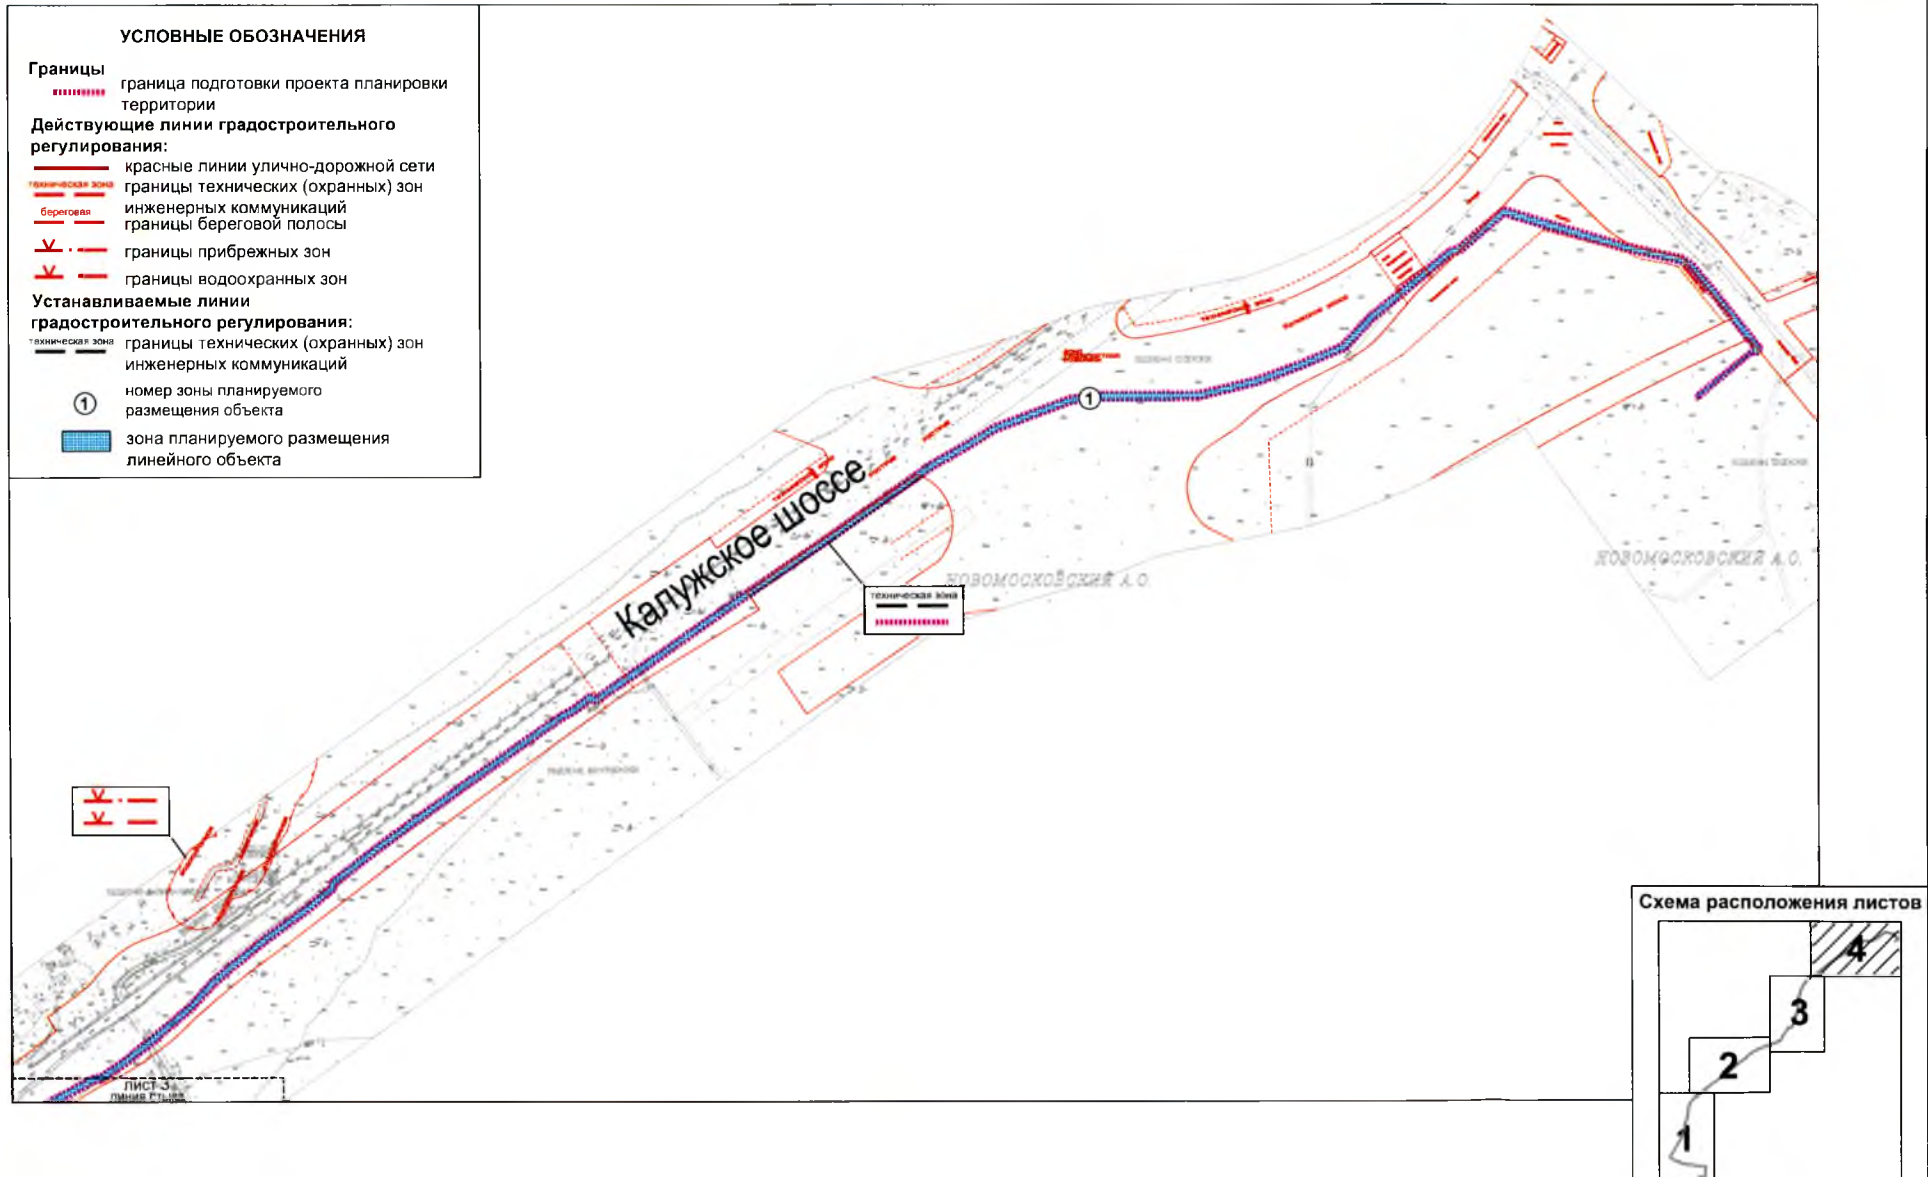 УСЛОВНЫЕ ОБОЗНАЧЕНИЯ
Границы
граница подготовки проекта планировки
территории
Действующие линии градостроительного
регулирования:
красные линии улично-дорожной сети
техническая зона
границы технических (охранных) зон
инженерных коммуникаций
береговая
границы береговой полосы
границы прибрежных зон
границы водоохранных зон
Устанавливаемые линии
градостроительного регулирования:
техническая зона
границы технических (охранных) зон
инженерных коммуникаций
1
номер зоны планируемого
размещения объекта
зона планируемого размещения
линейного объекта
1
Калужское шоссе
НОВОМОСКОВСКИЙ А.О.
НОВОМОСКОВСКИЙ А.О.
техническая зона
ЛИСТ 3
ЛИНИЯ
Схема расположения листов
4
3
2
1